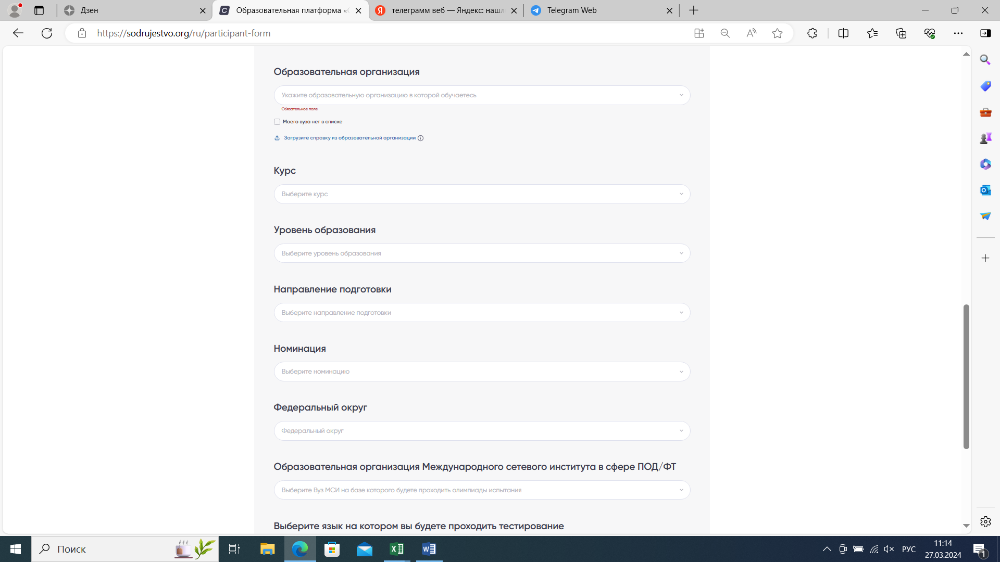 Дзен
Образовательная платформа «
телеграмм веб — Яндекс: наш
Telegram Web
https://sodrujestvo.org/ru/participant-form
Образовательная организация
Укажите образовательную организацию в которой обучаетесь
Обязательное поле
Моего вуза нет в списке
Загрузите справку из образовательной организации
Курс
Выберите курс
Уровень образования
Выберите уровень образования
Направление подготовки
Выберите направление подготовки
Номинация
Выберите номинацию
Федеральный округ
Федеральный округ
Образовательная организация Международного сетевого института в сфере ПОД/ФТ
Выберите Вуз МСИ на базе которого будете проходить олимпиады испытания
Выберите язык на котором вы будете проходить тестирование
Поиск
РУС
11:14
27.03.2024
1